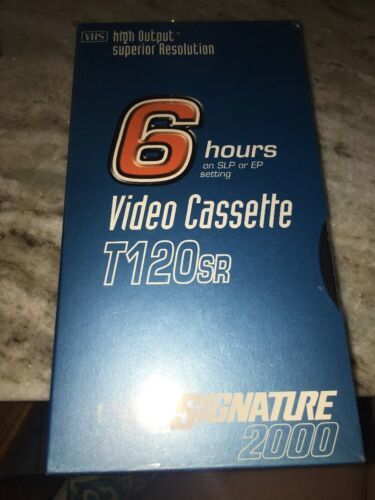 VHS
high Output
superior Resolution
6 hours
on SLP or EP
setting
Video Cassette
T120SR
SIGNATURE
2000